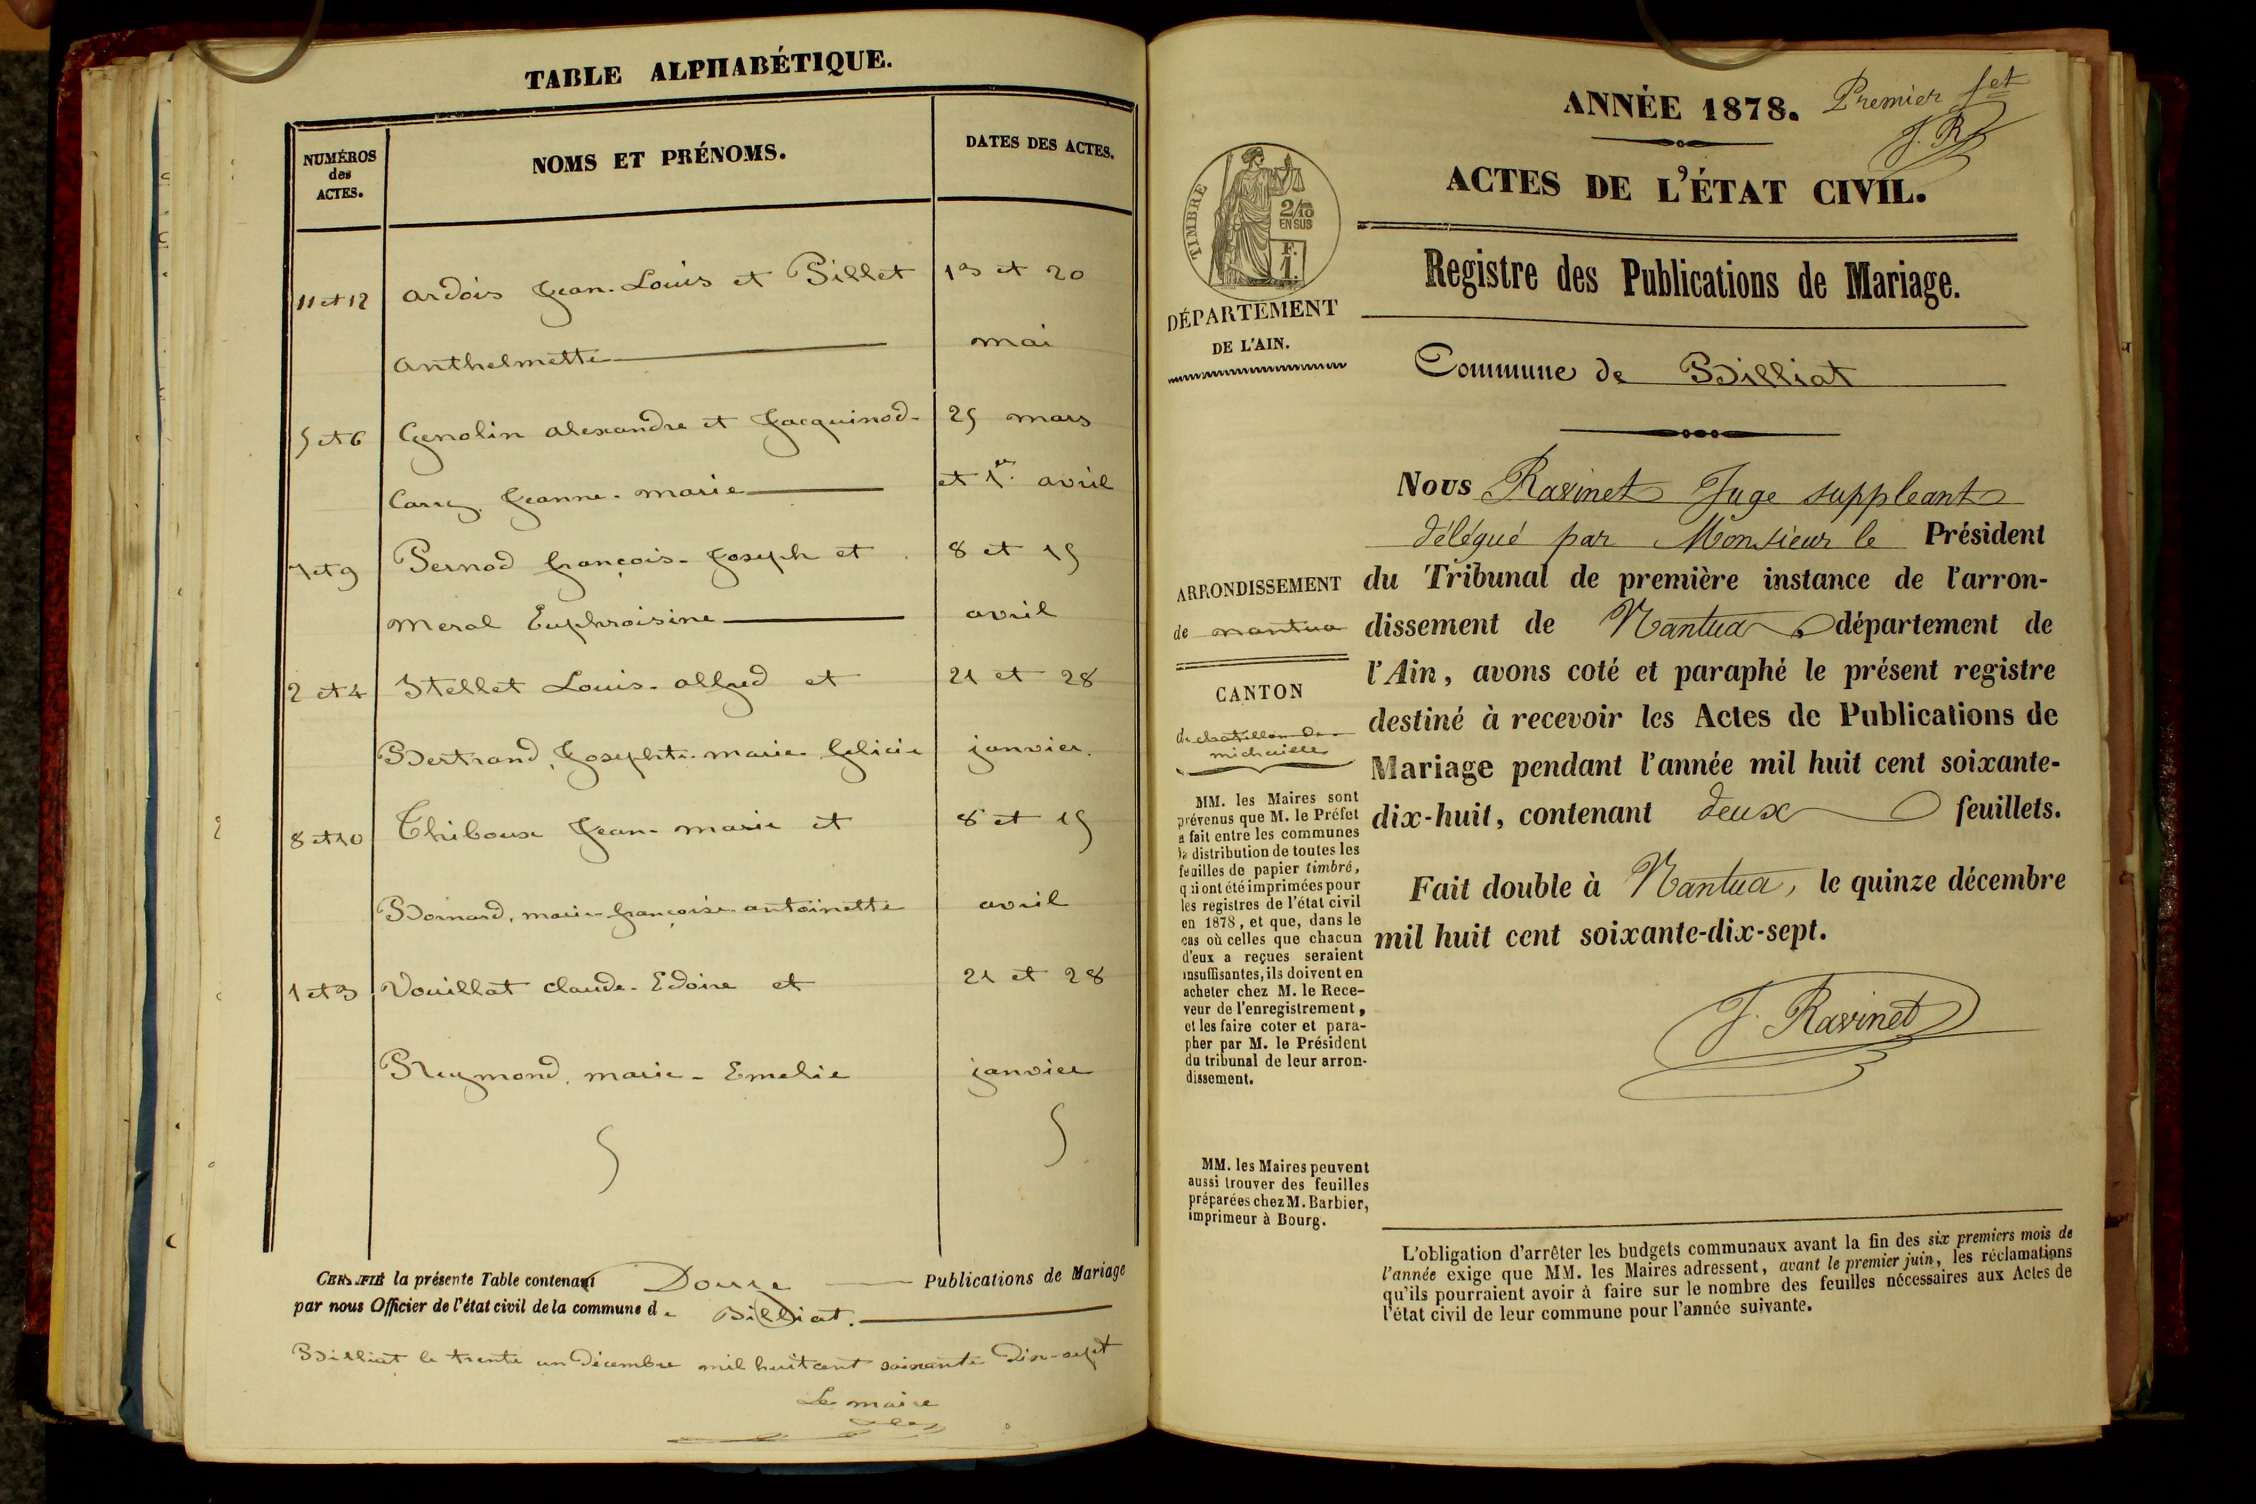 TABLE ALPHABÉTIQUE.
NUMÉROS des ACTES.
NOMS ET PRÉNOMS.
DATES DES ACTES.
11 et 12 ardois Jean-Louis et Billet 13 et 20
anthelmette mai
5 et 6 Genolin alexandre et Jacquinod- 25 mars
Carry Jeanne-marie et 1er avril
7 et 9 Pernod françois-Joseph et 8 et 15
meral Euphroisine avril
2 et 4 Stellet Louis-alfred et 21 et 28
Bertrand, Josephte-marie felicie janvier.
8 et 10 Thiboux Jean-marie et 8 et 15
Bornard, marie-françoise antoinette avril
1 et 3 Vouillat claude-Edoire et 21 et 28
Reymond, marie-Emelie janvier
CERTIFIÉ la présente Table contenant Douze Publications de Mariage
par nous Officier de l'état civil de la commune de Billiat.
Billiat le trente un Décembre mil huit cent soixante Dix-sept
Le maire
ANNÉE 1878.
Premier fet
J. R
ACTES DE L'ÉTAT CIVIL.
TIMBRE
2/10
EN SUS
F.
1.
Registre des Publications de Mariage.
DÉPARTEMENT
DE L'AIN.
Commune de Billiat
Nous Ravinet Juge suppleant
délégué par Monsieur le Président
du Tribunal de première instance de l'arron-
dissement de Nantua département de
l'Ain, avons coté et paraphé le présent registre
destiné à recevoir les Actes de Publications de
Mariage pendant l'année mil huit cent soixante-
dix-huit, contenant deux feuillets.
Fait double à Nantua, le quinze décembre
mil huit cent soixante-dix-sept.
J. Ravinet
ARRONDISSEMENT
de nantua
CANTON
de chatillon de
michaille
MM. les Maires sont
prévenus que M. le Préfet
a fait entre les communes
la distribution de toutes les
feuilles de papier timbré,
qui ont été imprimées pour
les registres de l'état civil
en 1878, et que, dans le
cas où celles que chacun
d'eux a reçues seraient
insuffisantes, ils doivent en
acheter chez M. le Rece-
veur de l'enregistrement,
et les faire coter et para-
pher par M. le Président
du tribunal de leur arron-
dissement.
MM. les Maires peuvent
aussi trouver des feuilles
préparées chez M. Barbier,
imprimeur à Bourg.
L'obligation d'arrêter les budgets communaux avant la fin des six premiers mois de
l'année exige que MM. les Maires adressent, avant le premier juin, les réclamations
qu'ils pourraient avoir à faire sur le nombre des feuilles nécessaires aux Actes de
l'état civil de leur commune pour l'année suivante.